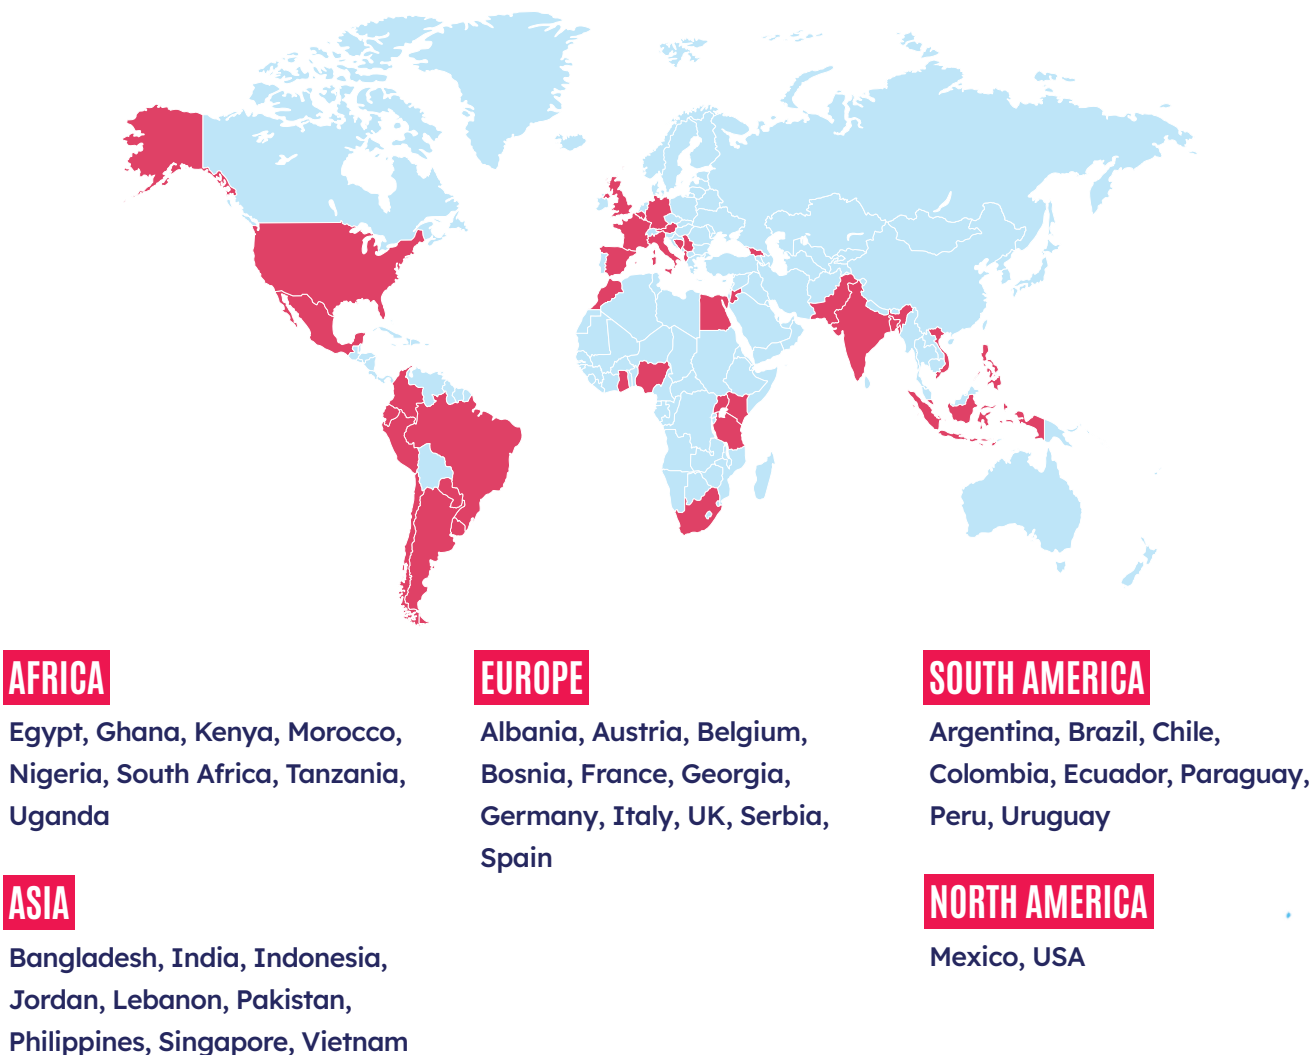 AFRICA
Egypt, Ghana, Kenya, Morocco,
Nigeria, South Africa, Tanzania,
Uganda
ASIA
Bangladesh, India, Indonesia,
Jordan, Lebanon, Pakistan,
Philippines, Singapore, Vietnam
EUROPE
Albania, Austria, Belgium,
Bosnia, France, Georgia,
Germany, Italy, UK, Serbia,
Spain
SOUTH AMERICA
Argentina, Brazil, Chile,
Colombia, Ecuador, Paraguay,
Peru, Uruguay
NORTH AMERICA
Mexico, USA